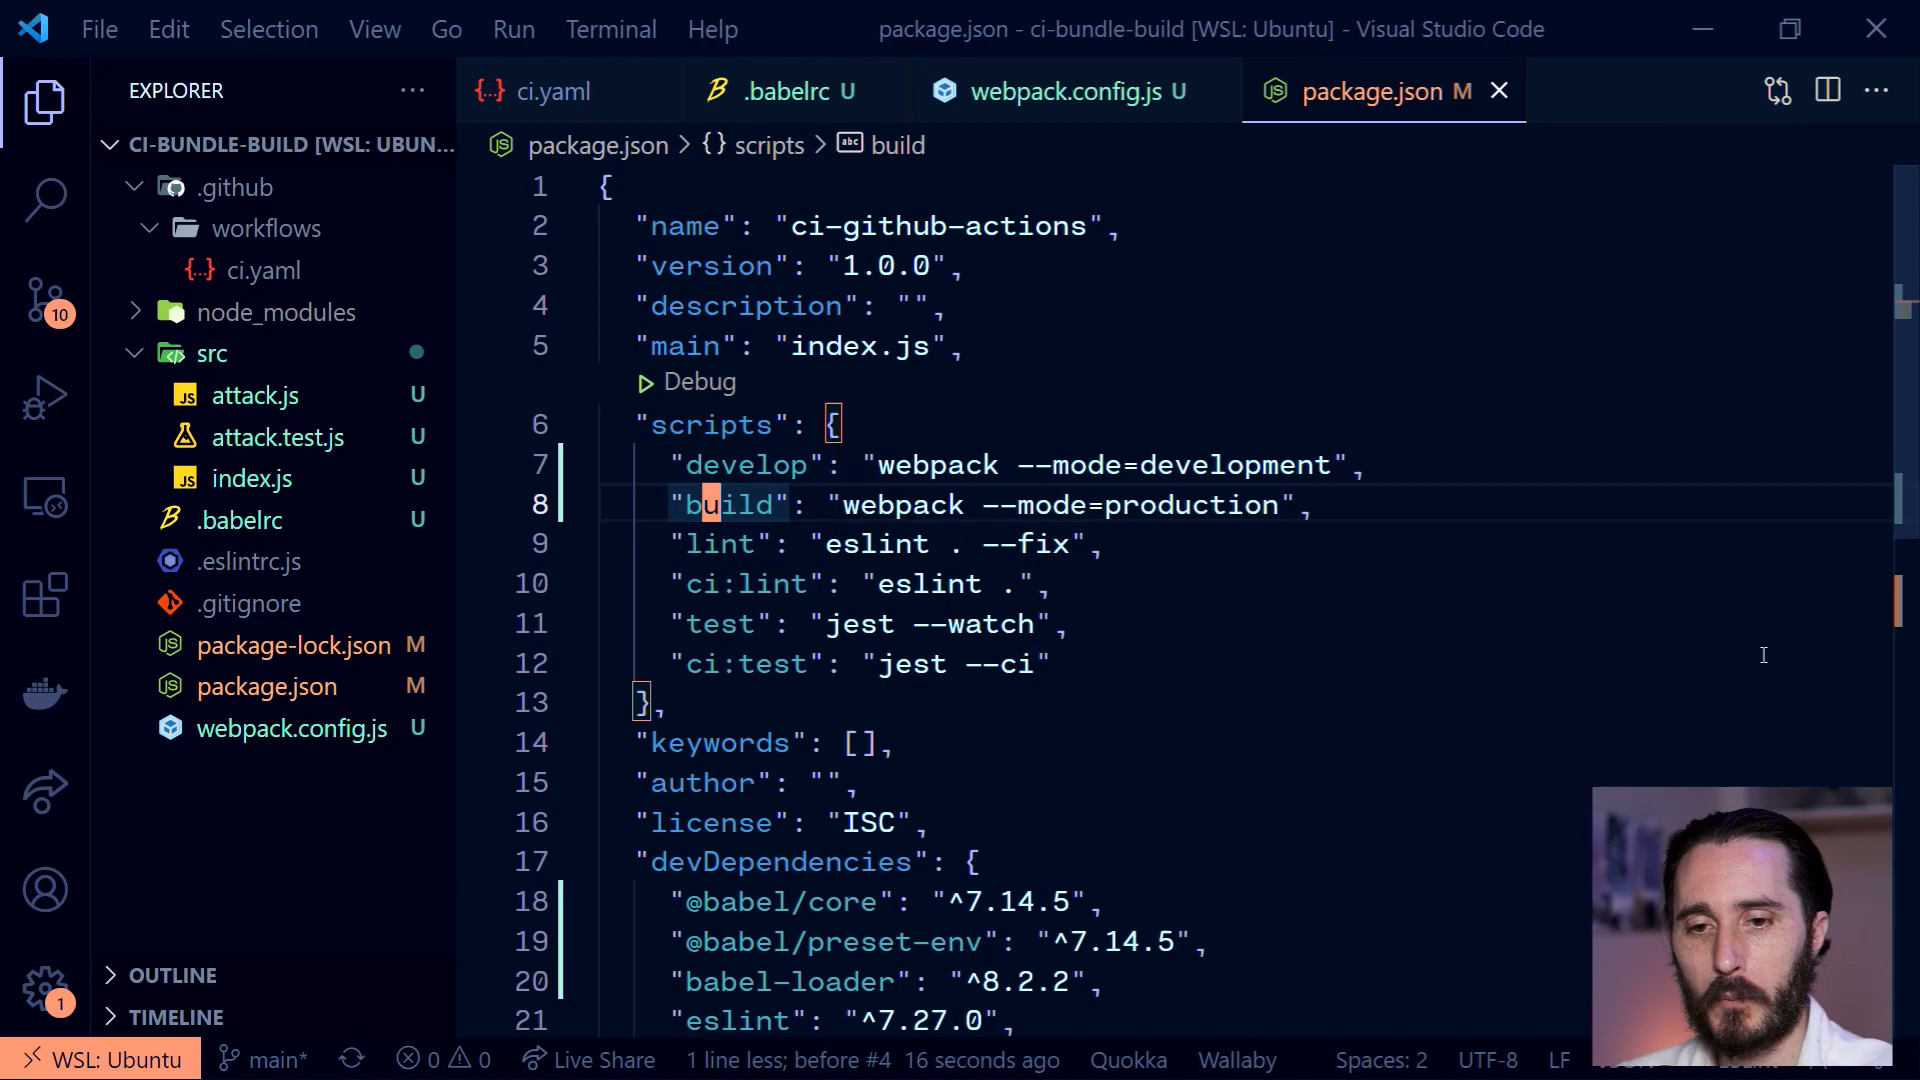 File Edit Selection View Go Run Terminal Help
package.json - ci-bundle-build [WSL: Ubuntu] - Visual Studio Code
EXPLORER
CI-BUNDLE-BUILD [WSL: UBUN...
.github
workflows
ci.yaml
node_modules
src
attack.js U
attack.test.js U
index.js U
.babelrc U
.eslintrc.js
.gitignore
package-lock.json M
package.json M
webpack.config.js U
OUTLINE
TIMELINE
10
1
ci.yaml
.babelrc U
webpack.config.js U
package.json M
package.json > {} scripts > abc build
1 {
2 "name": "ci-github-actions",
3 "version": "1.0.0",
4 "description": "",
5 "main": "index.js",
Debug
6 "scripts": {
7 "develop": "webpack --mode=development",
8 "build": "webpack --mode=production",
9 "lint": "eslint . --fix",
10 "ci:lint": "eslint .",
11 "test": "jest --watch",
12 "ci:test": "jest --ci"
13 },
14 "keywords": [],
15 "author": "",
16 "license": "ISC",
17 "devDependencies": {
18 "@babel/core": "^7.14.5",
19 "@babel/preset-env": "^7.14.5",
20 "babel-loader": "^8.2.2",
21 "eslint": "^7.27.0",
WSL: Ubuntu main* 0 0 Live Share 1 line less; before #4 16 seconds ago Quokka Wallaby Spaces: 2 UTF-8 LF